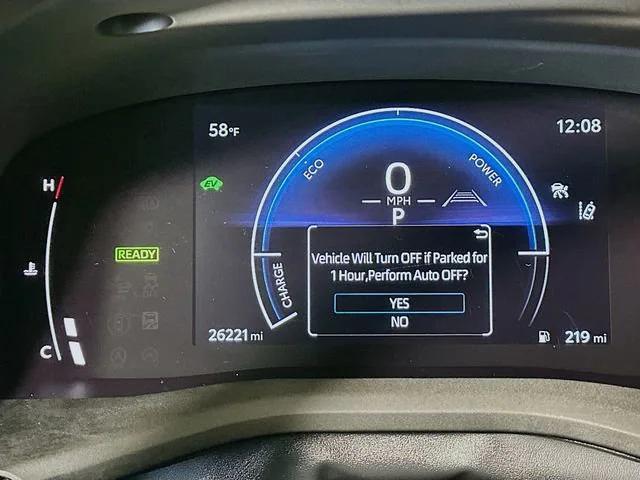 58°F
12:08
ECO
POWER
0
MPH
P
H
EV
READY
CHARGE
Vehicle Will Turn OFF if Parked for
1 Hour,Perform Auto OFF?
YES
NO
C
26221 mi
219 mi